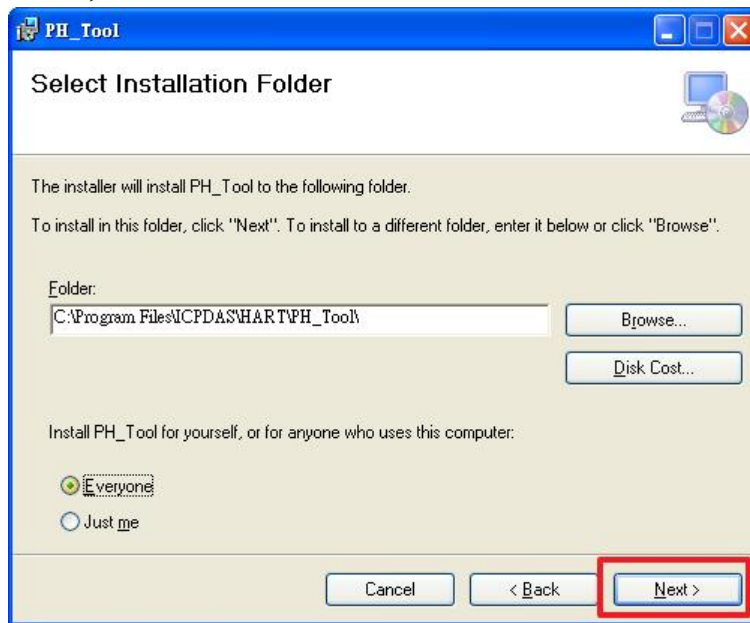 PH_Tool
Select Installation Folder
The installer will install PH_Tool to the following folder.
To install in this folder, click "Next". To install to a different folder, enter it below or click "Browse".
Folder:
C:\Program Files\ICPDAS\HART\PH_Tool\
Browse...
Disk Cost...
Install PH_Tool for yourself, or for anyone who uses this computer:
Everyone
Just me
Cancel
< Back
Next >